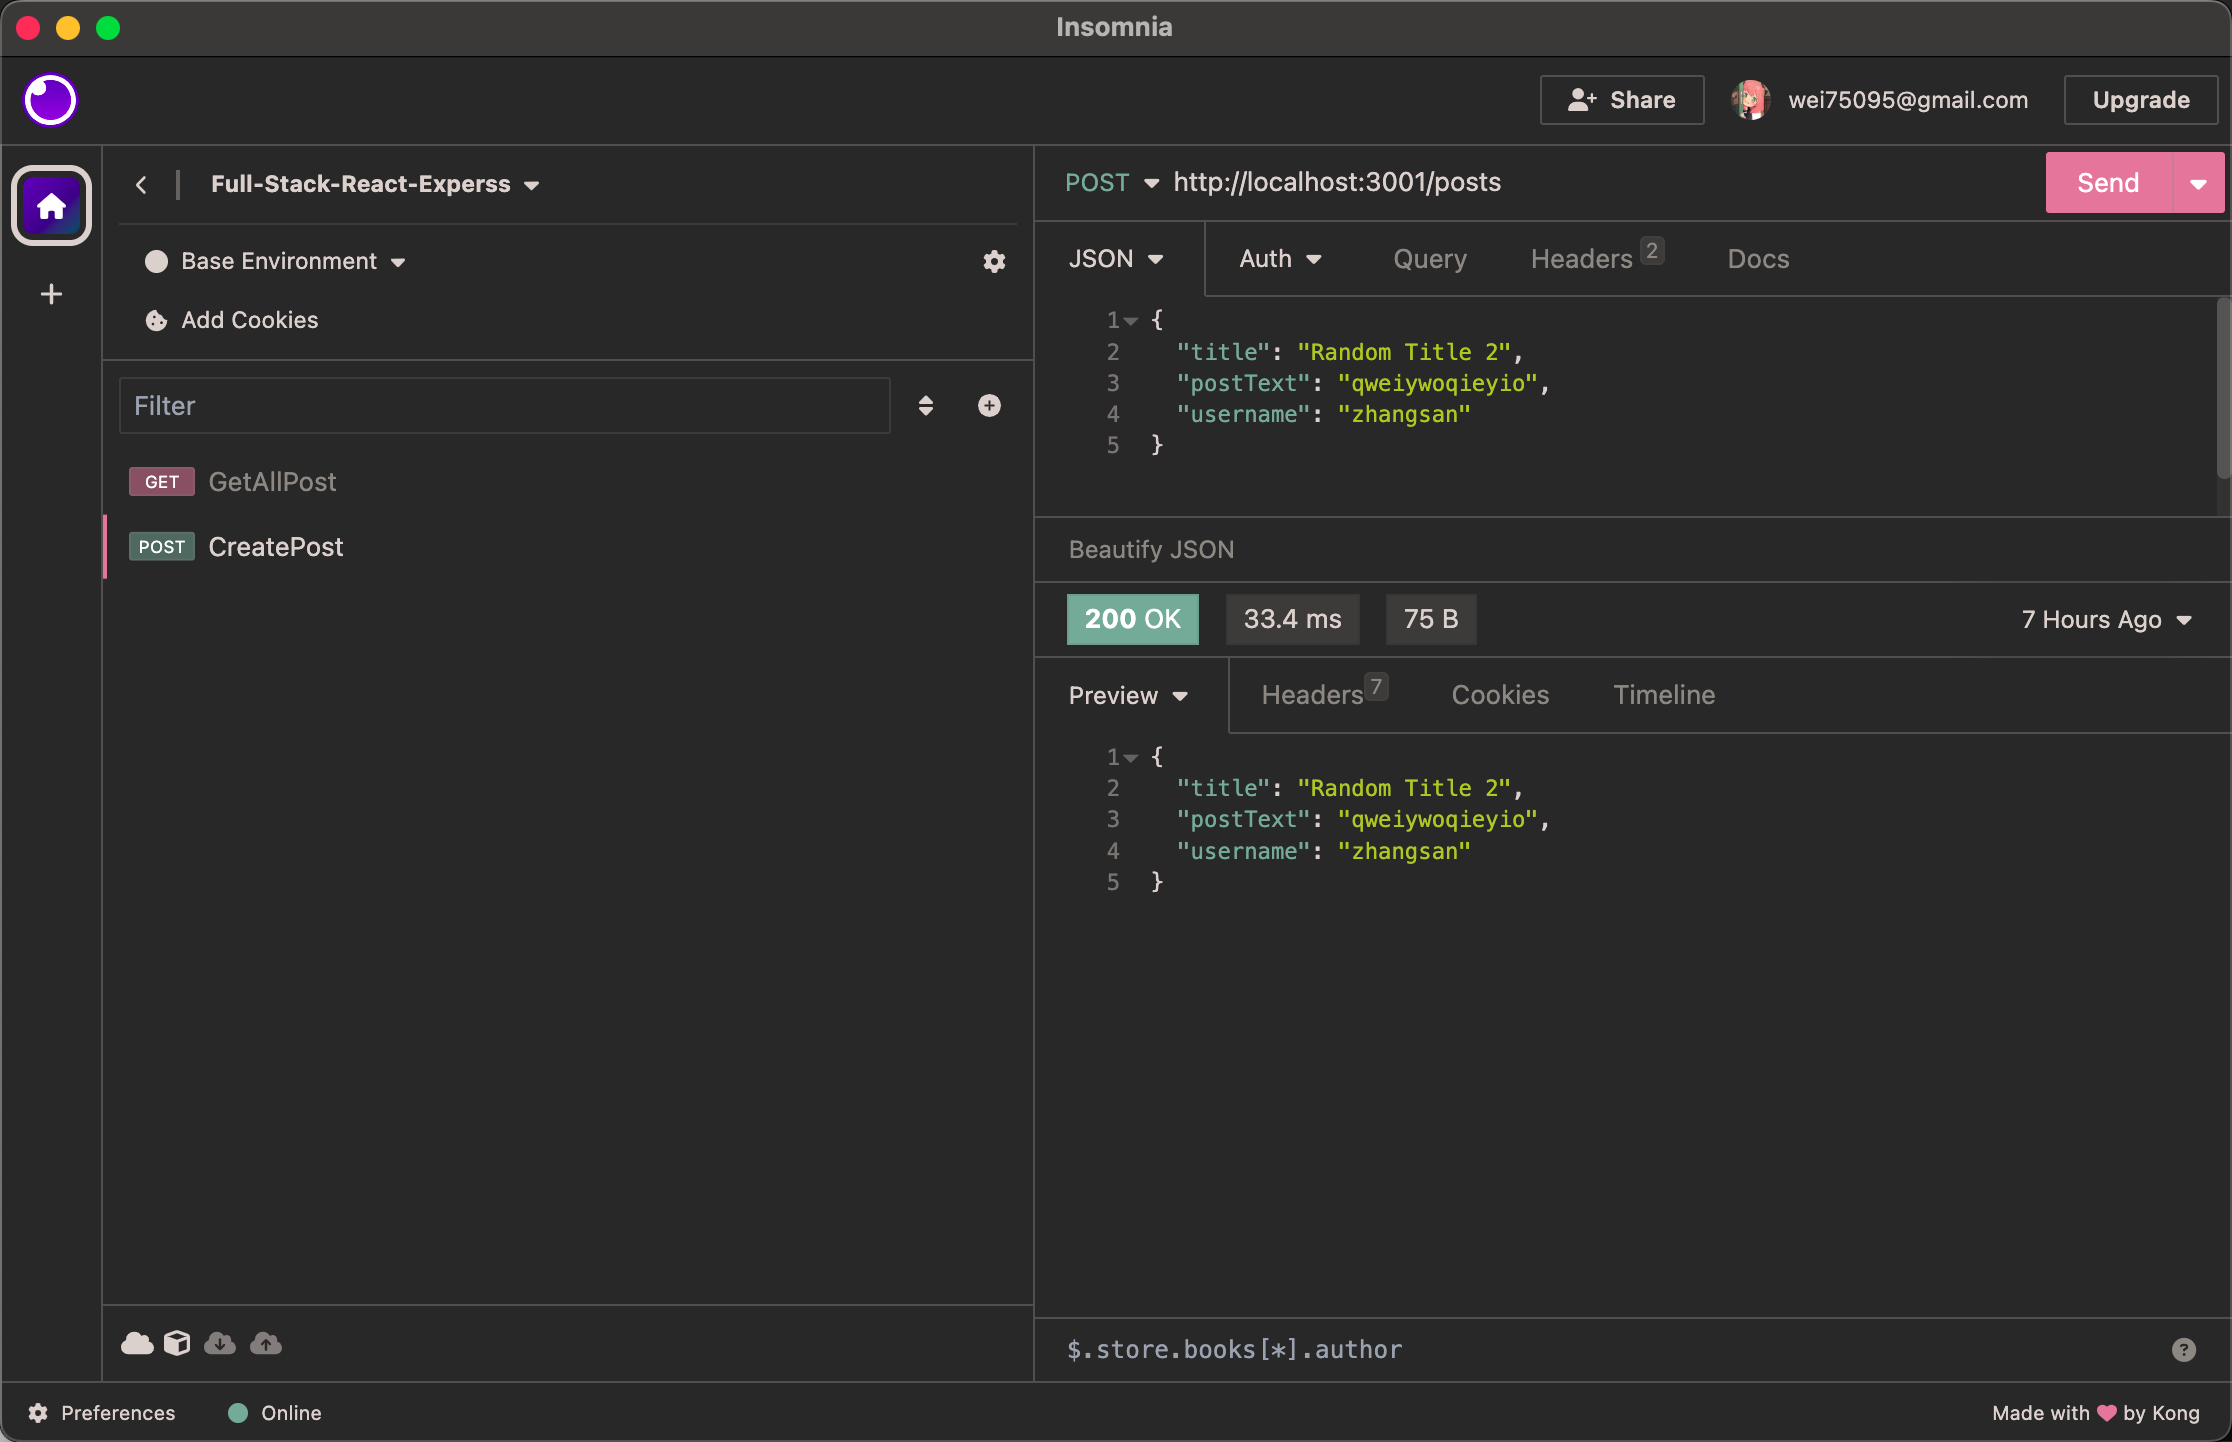 Insomnia
Share
wei75095@gmail.com
Upgrade
Full-Stack-React-Experss
Base Environment
Add Cookies
Filter
GET GetAllPost
POST CreatePost
POST http://localhost:3001/posts
Send
JSON Auth Query Headers 2 Docs
1 {
2 "title": "Random Title 2",
3 "postText": "qweiywoqieyio",
4 "username": "zhangsan"
5 }
Beautify JSON
200 OK 33.4 ms 75 B 7 Hours Ago
Preview Headers 7 Cookies Timeline
1 {
2 "title": "Random Title 2",
3 "postText": "qweiywoqieyio",
4 "username": "zhangsan"
5 }
$.store.books[*].author
?
Preferences Online
Made with ♥ by Kong